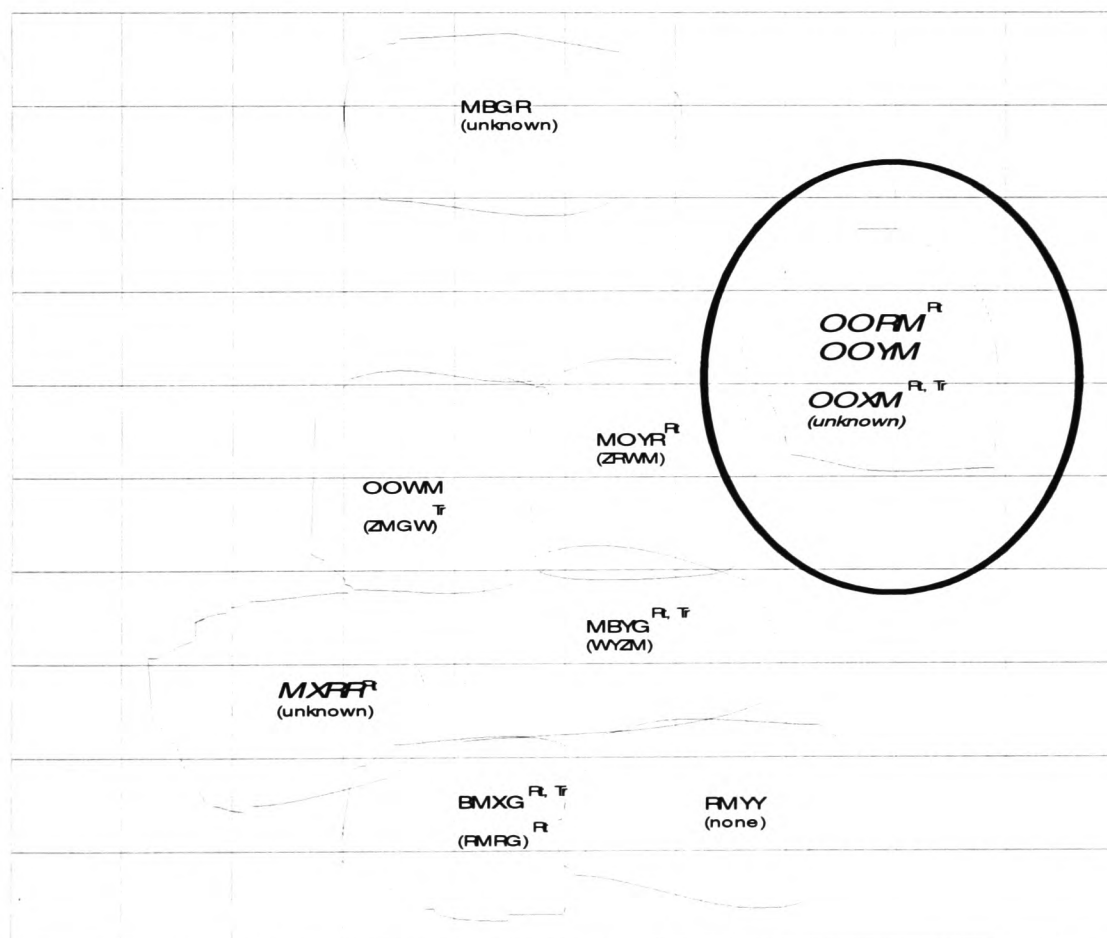 MBGR
(unknown)
OORM Rt
OOYM
OOXM Rt, Tr
(unknown)
MOYR Rt
(ZRWM)
OOWM
(ZMGW) Tr
MBYG Rt, Tr
(WYZM)
MXRR Rt
(unknown)
BMXG Rt, Tr
(RMRG) Rt
RMYY
(none)